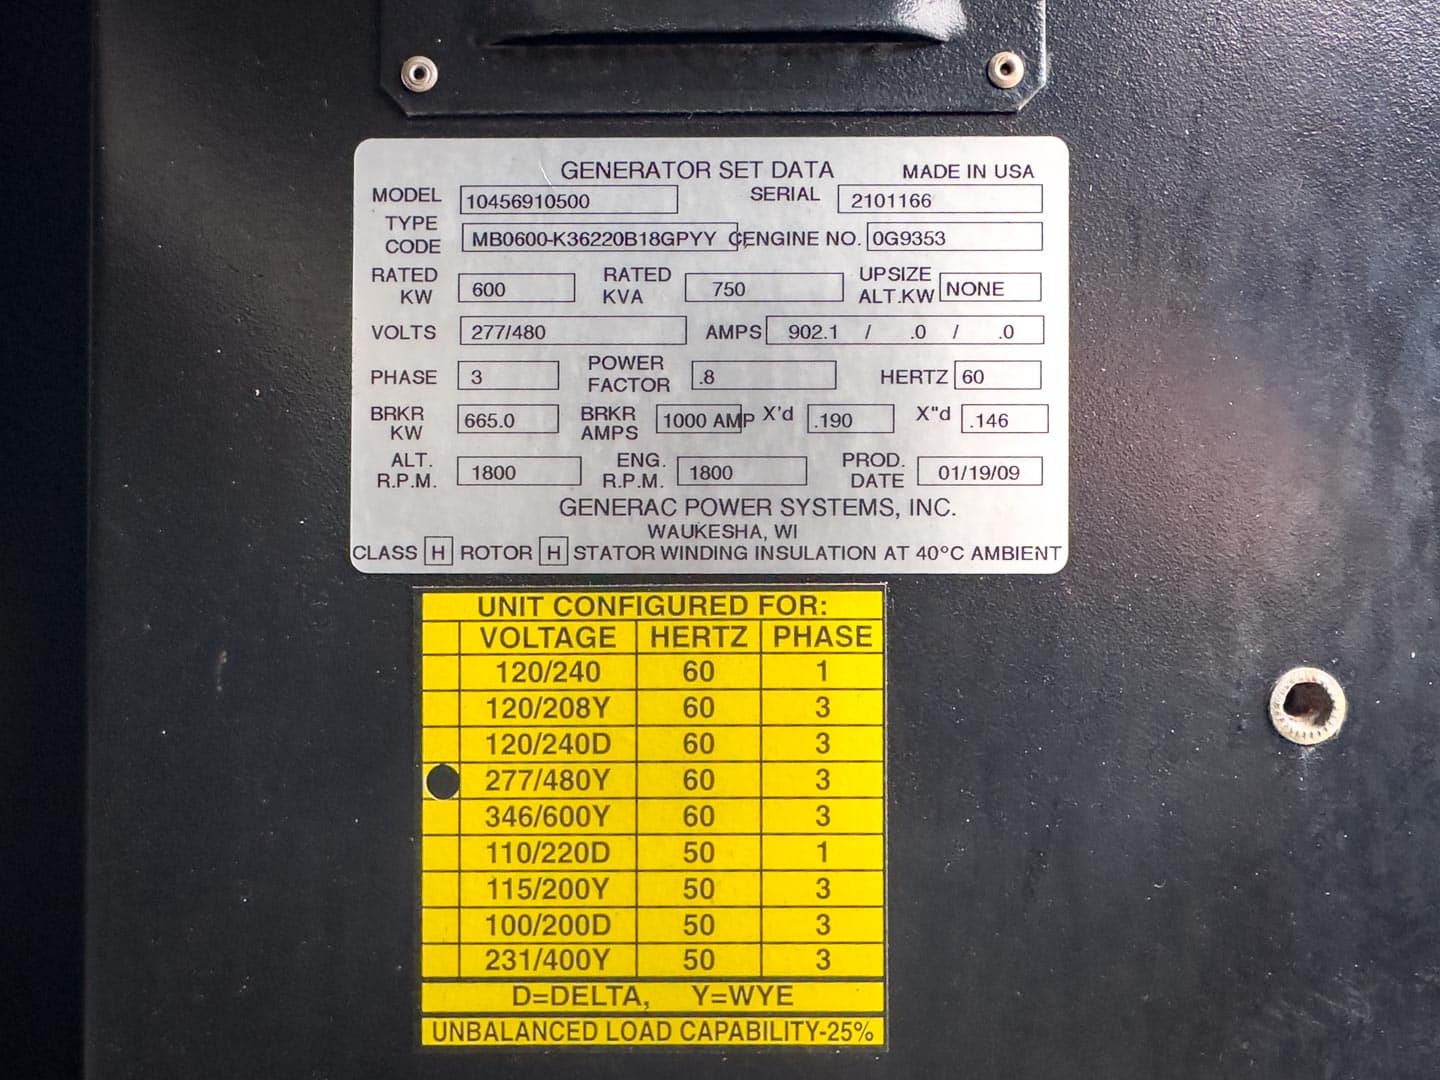 GENERATOR SET DATA MADE IN USA
MODEL 10456910500 SERIAL 2101166
TYPE CODE MB0600-K36220B18GPYY C ENGINE NO. 0G9353
RATED KW 600 RATED KVA 750 UPSIZE ALT.KW NONE
VOLTS 277/480 AMPS 902.1 / .0 / .0
PHASE 3 POWER FACTOR .8 HERTZ 60
BRKR KW 665.0 BRKR AMPS 1000 AMP X'd .190 X"d .146
ALT. R.P.M. 1800 ENG. R.P.M. 1800 PROD. DATE 01/19/09
GENERAC POWER SYSTEMS, INC.
WAUKESHA, WI
CLASS H ROTOR H STATOR WINDING INSULATION AT 40°C AMBIENT
UNIT CONFIGURED FOR:
VOLTAGE HERTZ PHASE
120/240 60 1
120/208Y 60 3
120/240D 60 3
277/480Y 60 3
346/600Y 60 3
110/220D 50 1
115/200Y 50 3
100/200D 50 3
231/400Y 50 3
D=DELTA, Y=WYE
UNBALANCED LOAD CAPABILITY-25%